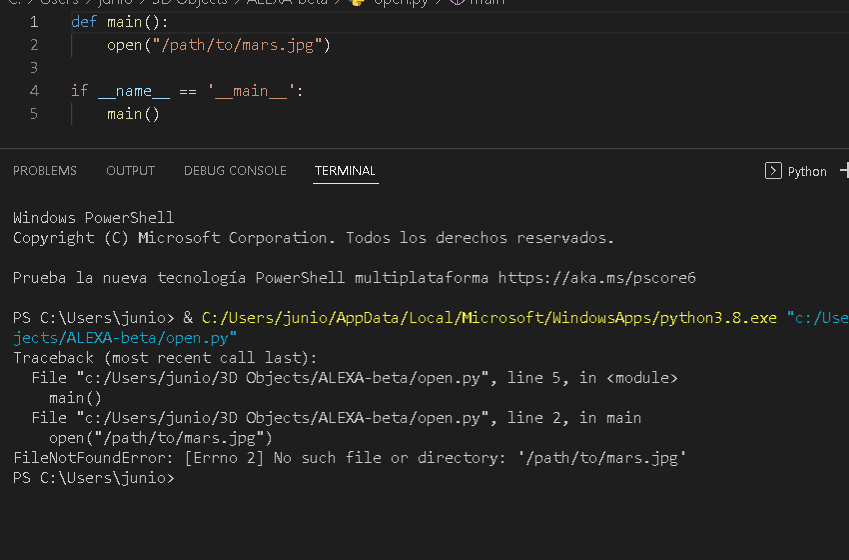 C: > Users > junio > 3D Objects > ALEXA-beta > open.py > main
1 def main():
2     open("/path/to/mars.jpg")
3
4 if __name__ == '__main__':
5     main()
PROBLEMS OUTPUT DEBUG CONSOLE TERMINAL Python
Windows PowerShell
Copyright (C) Microsoft Corporation. Todos los derechos reservados.
Prueba la nueva tecnología PowerShell multiplataforma https://aka.ms/pscore6
PS C:\Users\junio> & C:/Users/junio/AppData/Local/Microsoft/WindowsApps/python3.8.exe "c:/Use
jects/ALEXA-beta/open.py"
Traceback (most recent call last):
  File "c:/Users/junio/3D Objects/ALEXA-beta/open.py", line 5, in <module>
    main()
  File "c:/Users/junio/3D Objects/ALEXA-beta/open.py", line 2, in main
    open("/path/to/mars.jpg")
FileNotFoundError: [Errno 2] No such file or directory: '/path/to/mars.jpg'
PS C:\Users\junio>